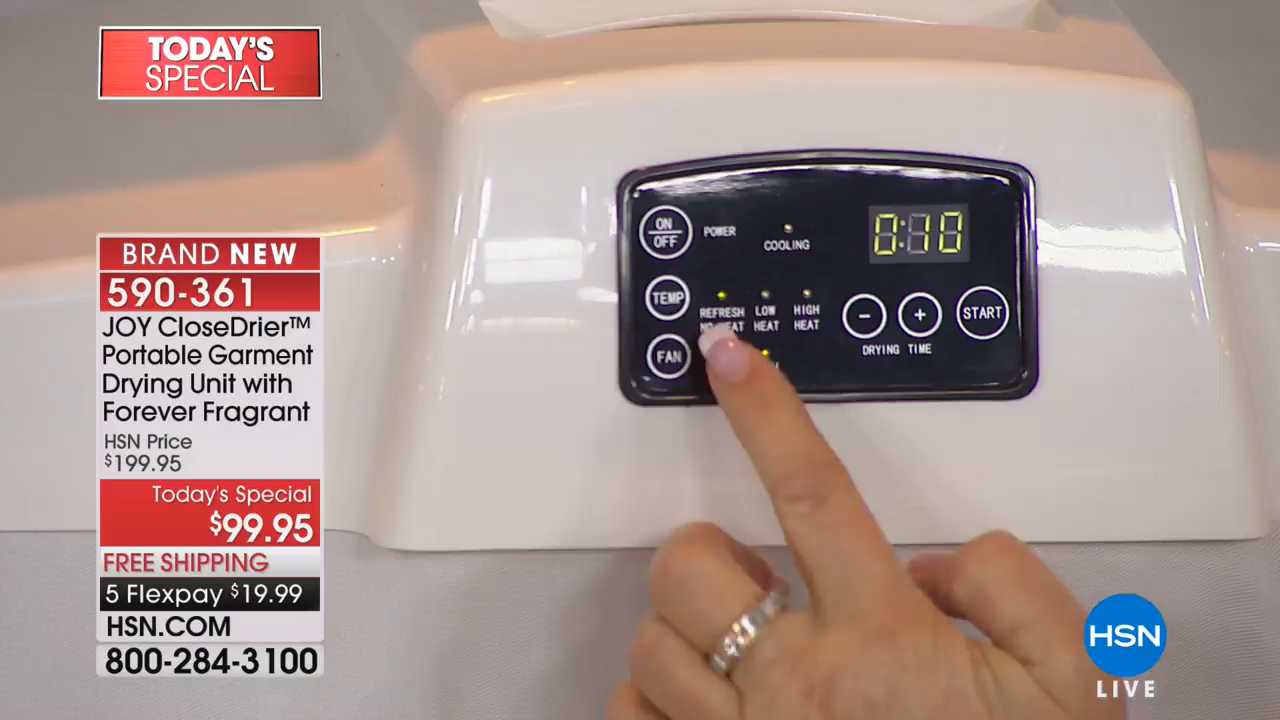 TODAY'S
SPECIAL
BRAND NEW
590-361
JOY CloseDrier™
Portable Garment
Drying Unit with
Forever Fragrant
HSN Price
$199.95
Today's Special
$99.95
FREE SHIPPING
5 Flexpay $19.99
HSN.COM
800-284-3100
ON
OFF
POWER
COOLING
0:10
TEMP
REFRESH
LOW
HEAT
HIGH
HEAT
FAN
-
+
START
DRYING TIME
HSN
LIVE